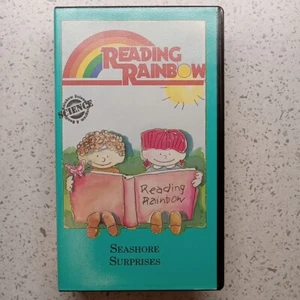 READING
RAINBOW
SCIENCE
Reading
Rainbow
SEASHORE
SURPRISES